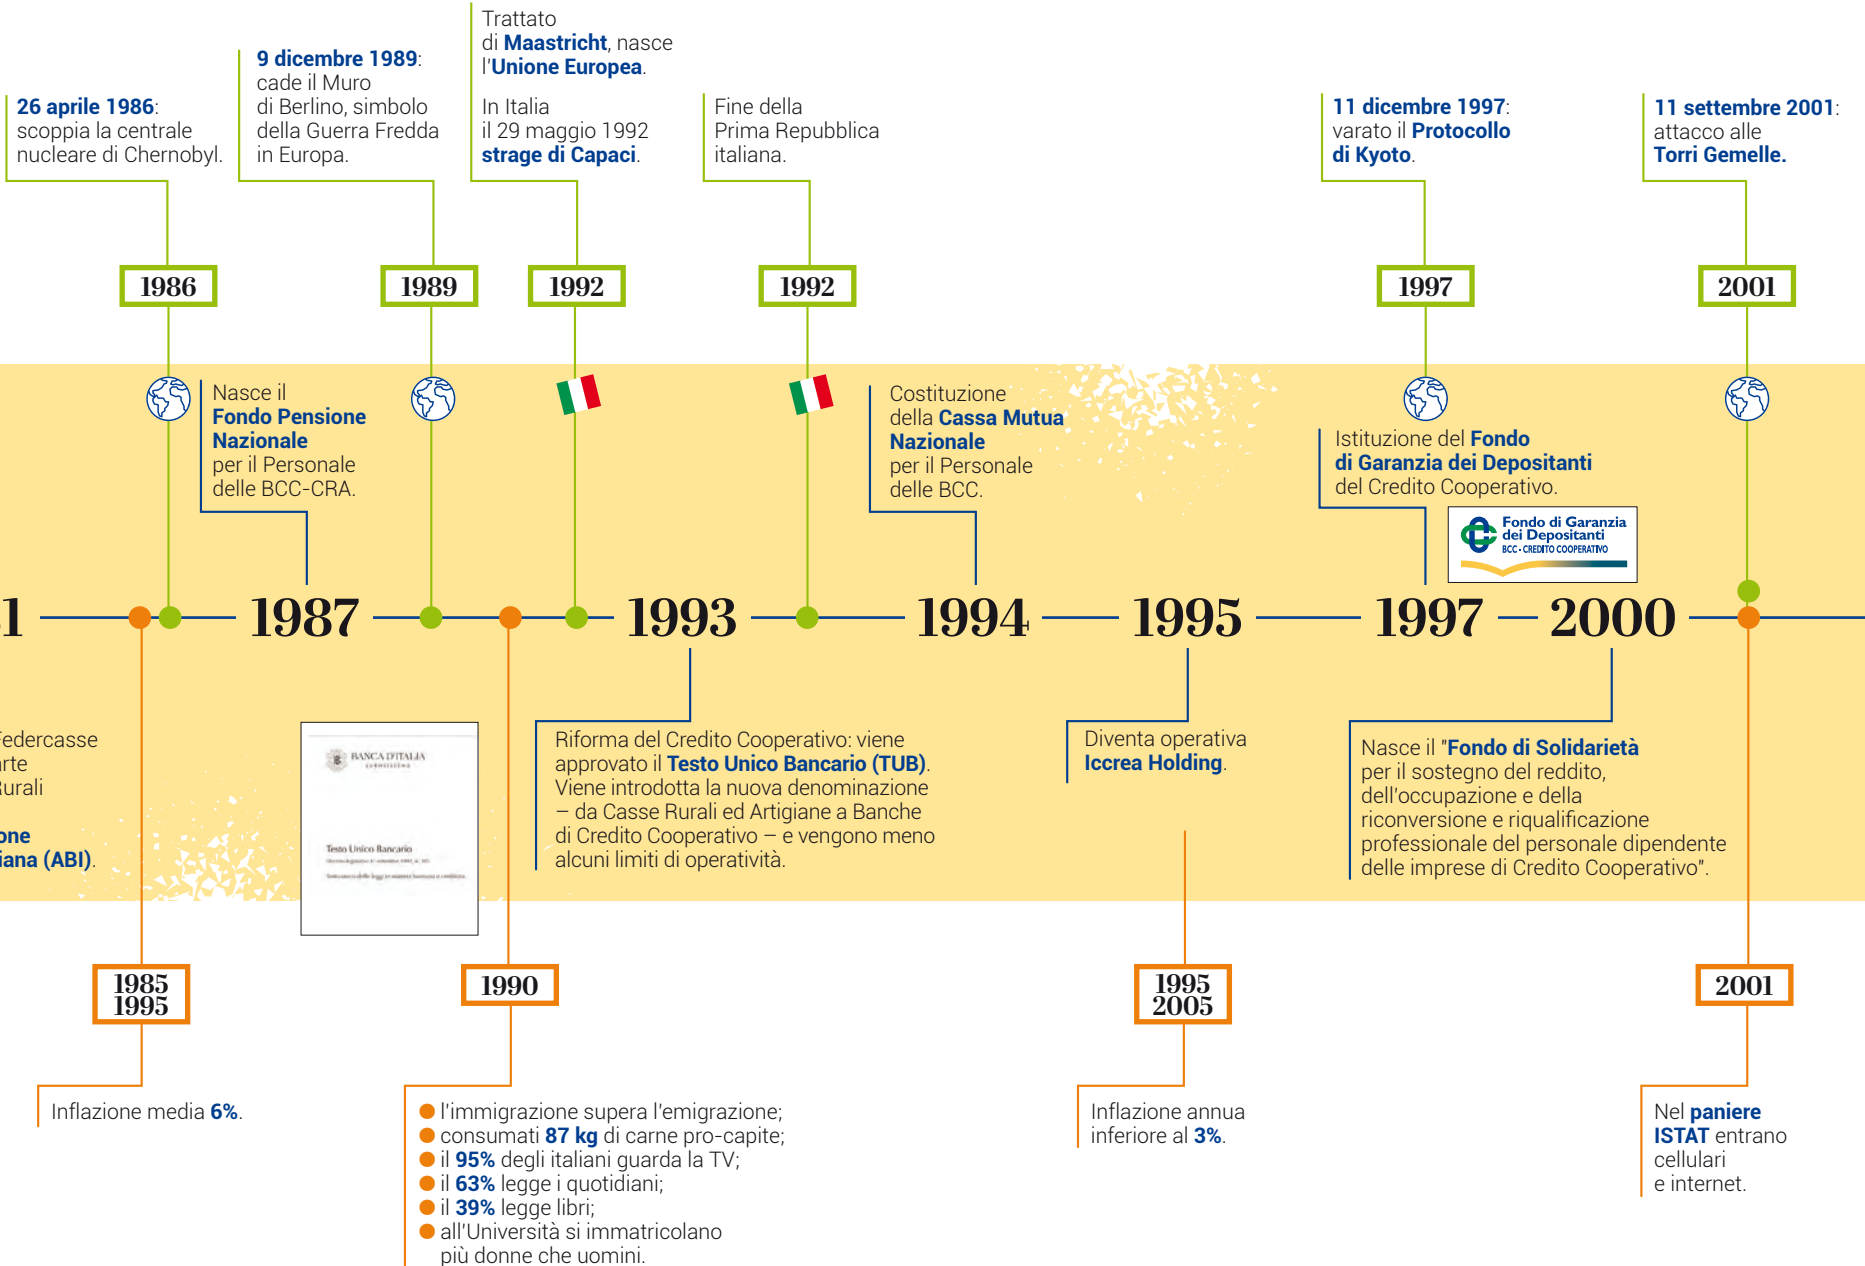 Trattato
di Maastricht, nasce
l'Unione Europea.
In Italia
il 29 maggio 1992
strage di Capaci.
9 dicembre 1989:
cade il Muro
di Berlino, simbolo
della Guerra Fredda
in Europa.
26 aprile 1986:
scoppia la centrale
nucleare di Chernobyl.
Fine della
Prima Repubblica
italiana.
11 dicembre 1997:
varato il Protocollo
di Kyoto.
11 settembre 2001:
attacco alle
Torri Gemelle.
1986
1989
1992
1992
1997
2001
Nasce il
Fondo Pensione
Nazionale
per il Personale
delle BCC-CRA.
Costituzione
della Cassa Mutua
Nazionale
per il Personale
delle BCC.
Istituzione del Fondo
di Garanzia dei Depositanti
del Credito Cooperativo.
Fondo di Garanzia
dei Depositanti
BCC - CREDITO COOPERATIVO
1
1987
1993
1994
1995
1997
2000
Federcasse
arte
Rurali
one
iana (ABI).
BANCA D'ITALIA
EUROSISTEMA
Testo Unico Bancario
Riforma del Credito Cooperativo: viene
approvato il Testo Unico Bancario (TUB).
Viene introdotta la nuova denominazione
– da Casse Rurali ed Artigiane a Banche
di Credito Cooperativo – e vengono meno
alcuni limiti di operatività.
Diventa operativa
Iccrea Holding.
Nasce il "Fondo di Solidarietà
per il sostegno del reddito,
dell'occupazione e della
riconversione e riqualificazione
professionale del personale dipendente
delle imprese di Credito Cooperativo".
1985
1995
1990
1995
2005
2001
Inflazione media 6%.
l'immigrazione supera l'emigrazione;
consumati 87 kg di carne pro-capite;
il 95% degli italiani guarda la TV;
il 63% legge i quotidiani;
il 39% legge libri;
all'Università si immatricolano
più donne che uomini.
Inflazione annua
inferiore al 3%.
Nel paniere
ISTAT entrano
cellulari
e internet.